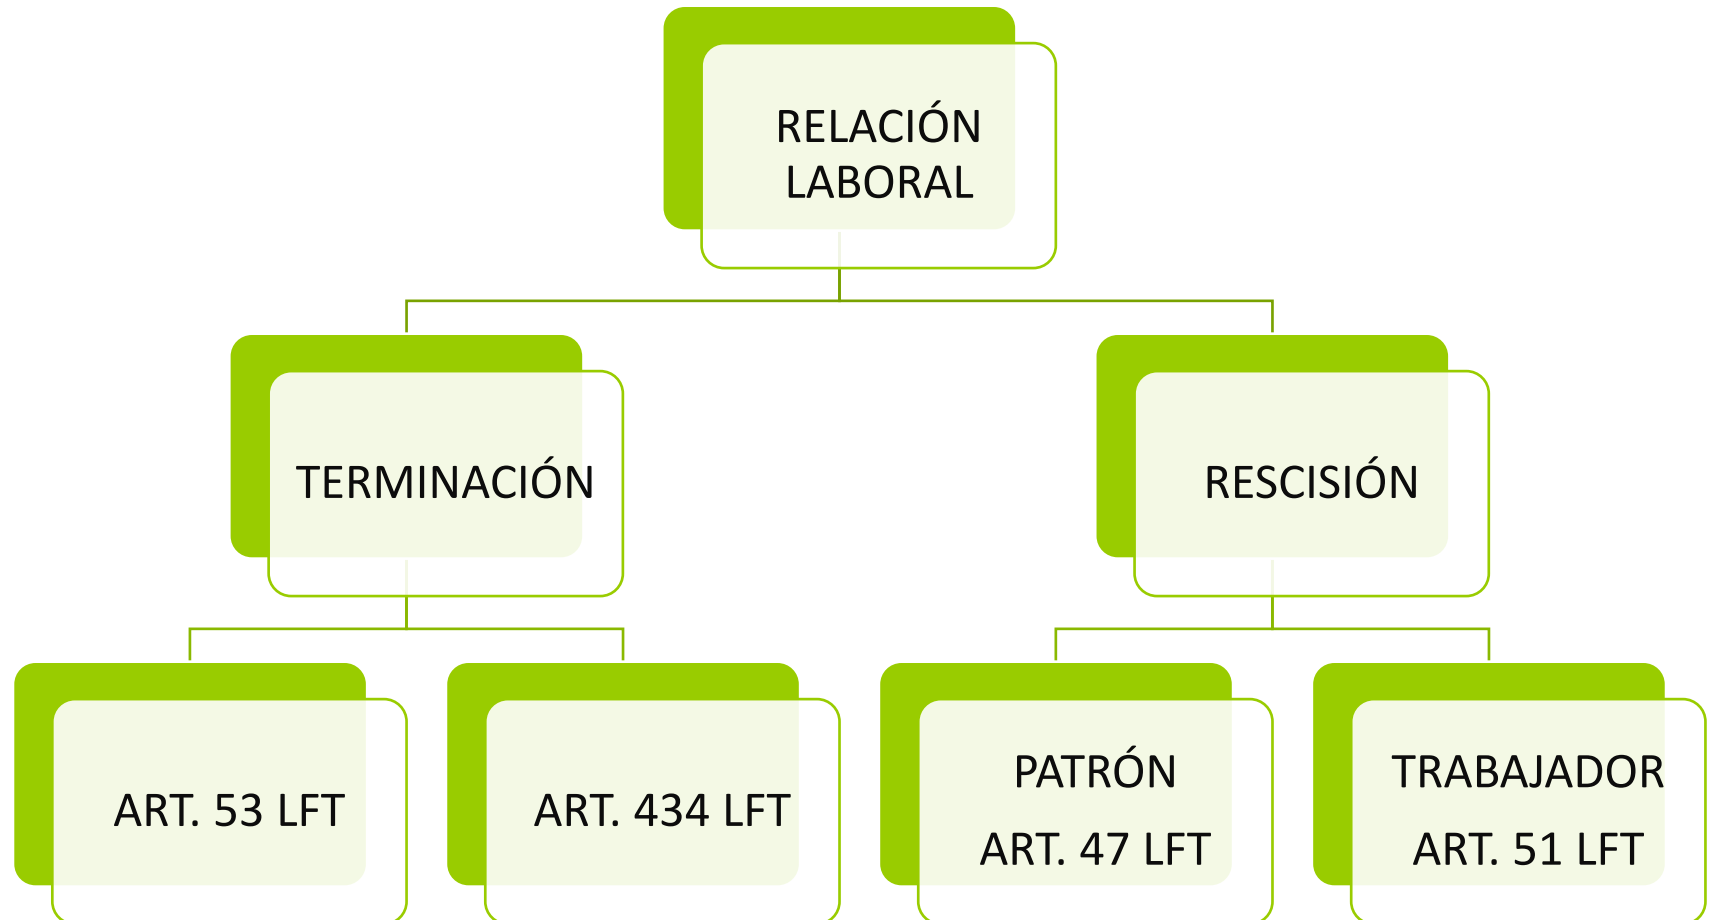 RELACIÓN
LABORAL
TERMINACIÓN
RESCISIÓN
ART. 53 LFT
ART. 434 LFT
PATRÓN
ART. 47 LFT
TRABAJADOR
ART. 51 LFT